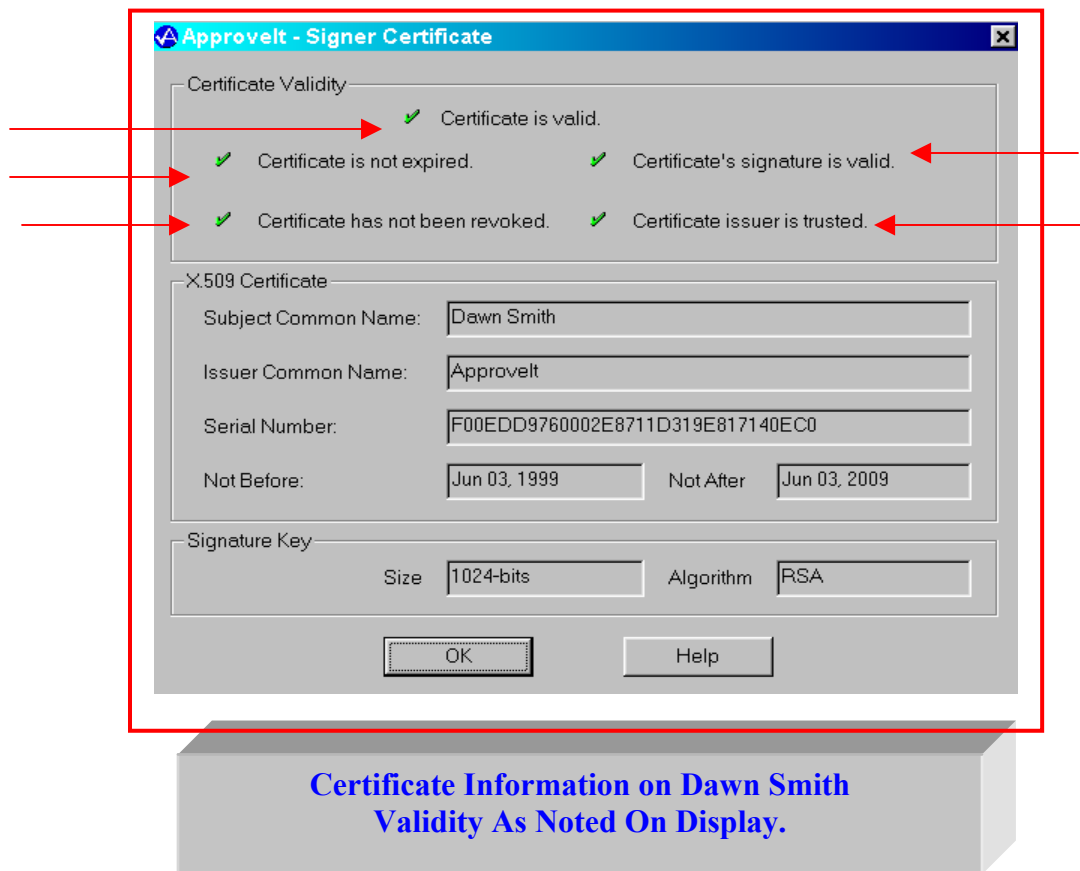 ApproveIt - Signer Certificate
Certificate Validity
Certificate is valid.
Certificate is not expired.
Certificate's signature is valid.
Certificate has not been revoked.
Certificate issuer is trusted.
X.509 Certificate
Subject Common Name: Dawn Smith
Issuer Common Name: ApproveIt
Serial Number: F00EDD9760002E8711D319E817140EC0
Not Before: Jun 03, 1999 Not After Jun 03, 2009
Signature Key
Size 1024-bits Algorithm RSA
OK Help
Certificate Information on Dawn Smith
Validity As Noted On Display.